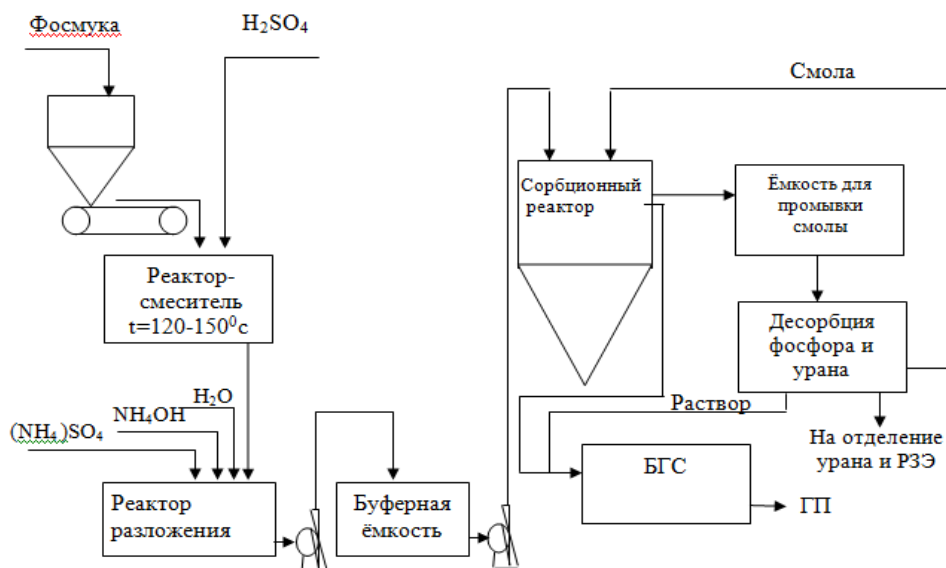 Фосмука
H₂SO₄
Смола
Сорбционный
реактор
Ёмкость для
промывки
смолы
Реактор-
смеситель
t=120-150⁰с
Десорбция
фосфора и
урана
H₂O
NH₄OH
(NH₄)SO₄
Раствор
На отделение
урана и РЗЭ
БГС
ГП
Реактор
разложения
Буферная
ёмкость